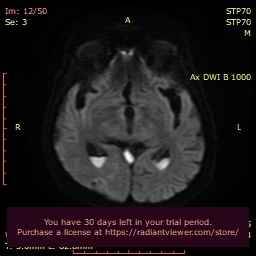 Im: 12/50
STP70
Se: 3
STP70
M
A
Ax DWI B 1000
R
L
You have 30 days left in your trial period.
Purchase a license at https://radiantviewer.com/store/